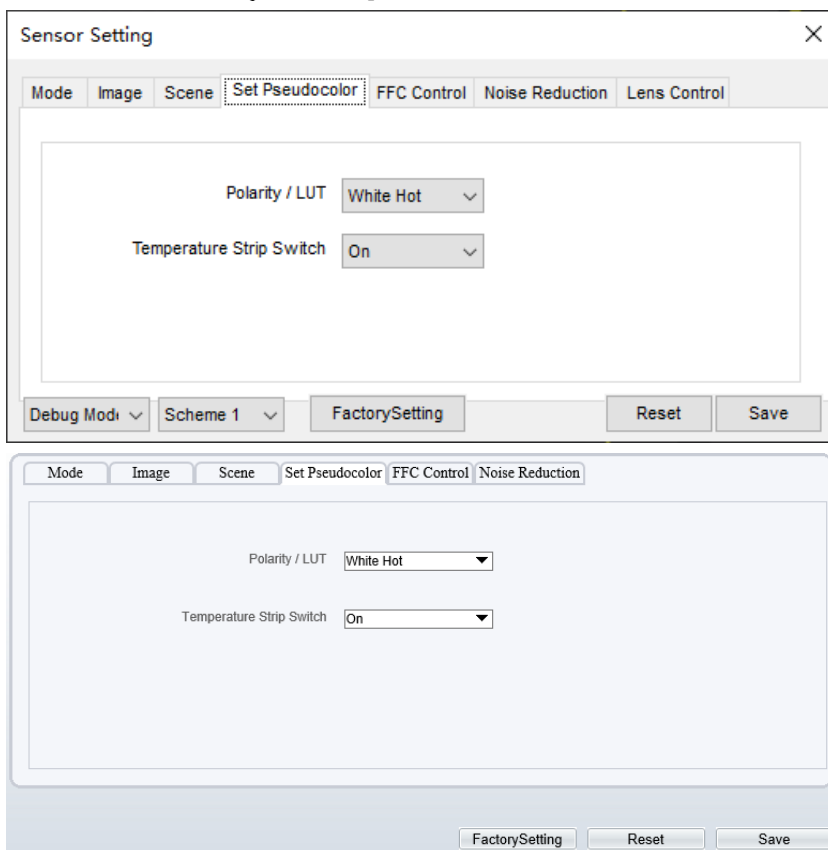 Sensor Setting
Mode Image Scene Set Pseudocolor FFC Control Noise Reduction Lens Control
Polarity / LUT White Hot
Temperature Strip Switch On
Debug Mod Scheme 1 FactorySetting Reset Save
Mode Image Scene Set Pseudocolor FFC Control Noise Reduction
Polarity / LUT White Hot
Temperature Strip Switch On
FactorySetting Reset Save